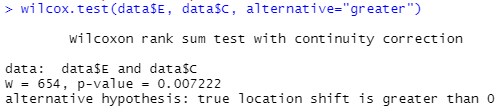 > wilcox.test(data$E, data$C, alternative="greater")
Wilcoxon rank sum test with continuity correction
data:  data$E and data$C
W = 654, p-value = 0.007222
alternative hypothesis: true location shift is greater than 0